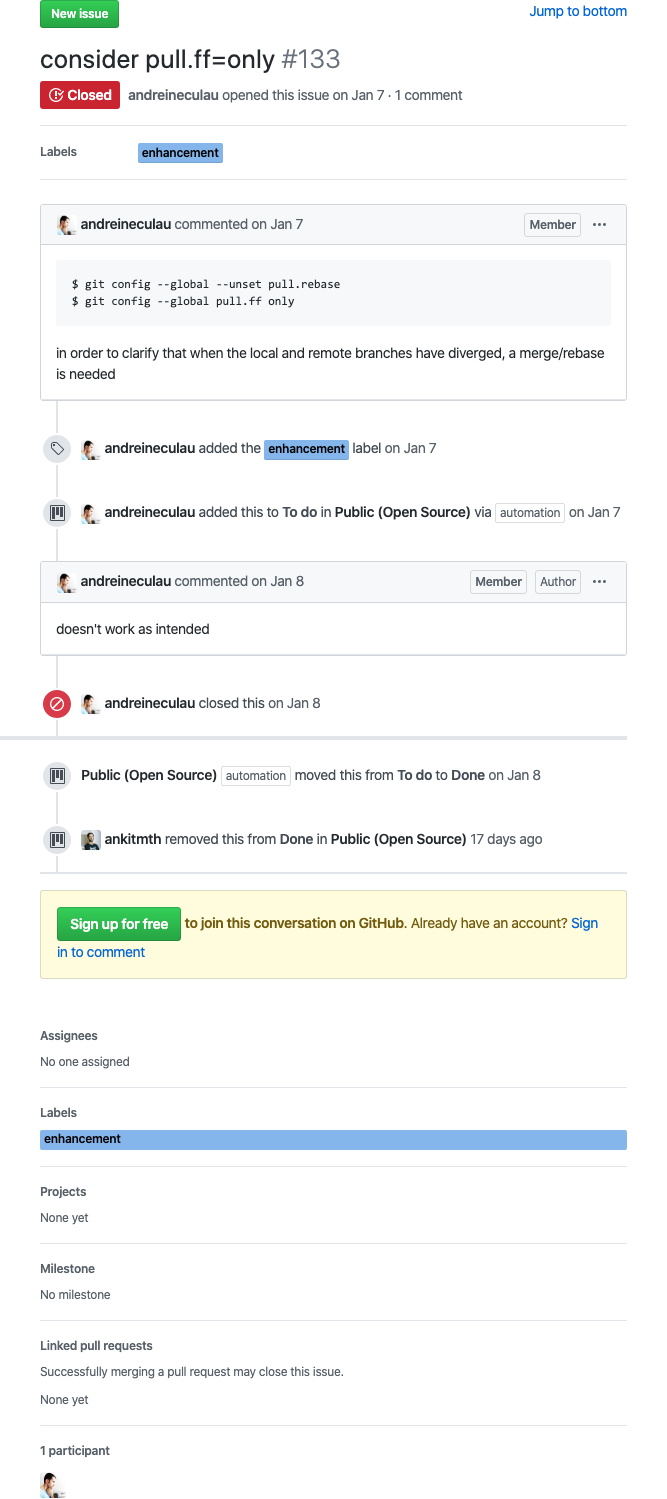 New issue
Jump to bottom
consider pull.ff=only #133
Closed andreineculau opened this issue on Jan 7 · 1 comment
Labels enhancement
andreineculau commented on Jan 7 Member ···
$ git config --global --unset pull.rebase
$ git config --global pull.ff only
in order to clarify that when the local and remote branches have diverged, a merge/rebase
is needed
andreineculau added the enhancement label on Jan 7
andreineculau added this to To do in Public (Open Source) via automation on Jan 7
andreineculau commented on Jan 8 Member Author ···
doesn't work as intended
andreineculau closed this on Jan 8
Public (Open Source) automation moved this from To do to Done on Jan 8
ankitmth removed this from Done in Public (Open Source) 17 days ago
Sign up for free to join this conversation on GitHub. Already have an account? Sign
in to comment
Assignees
No one assigned
Labels
enhancement
Projects
None yet
Milestone
No milestone
Linked pull requests
Successfully merging a pull request may close this issue.
None yet
1 participant